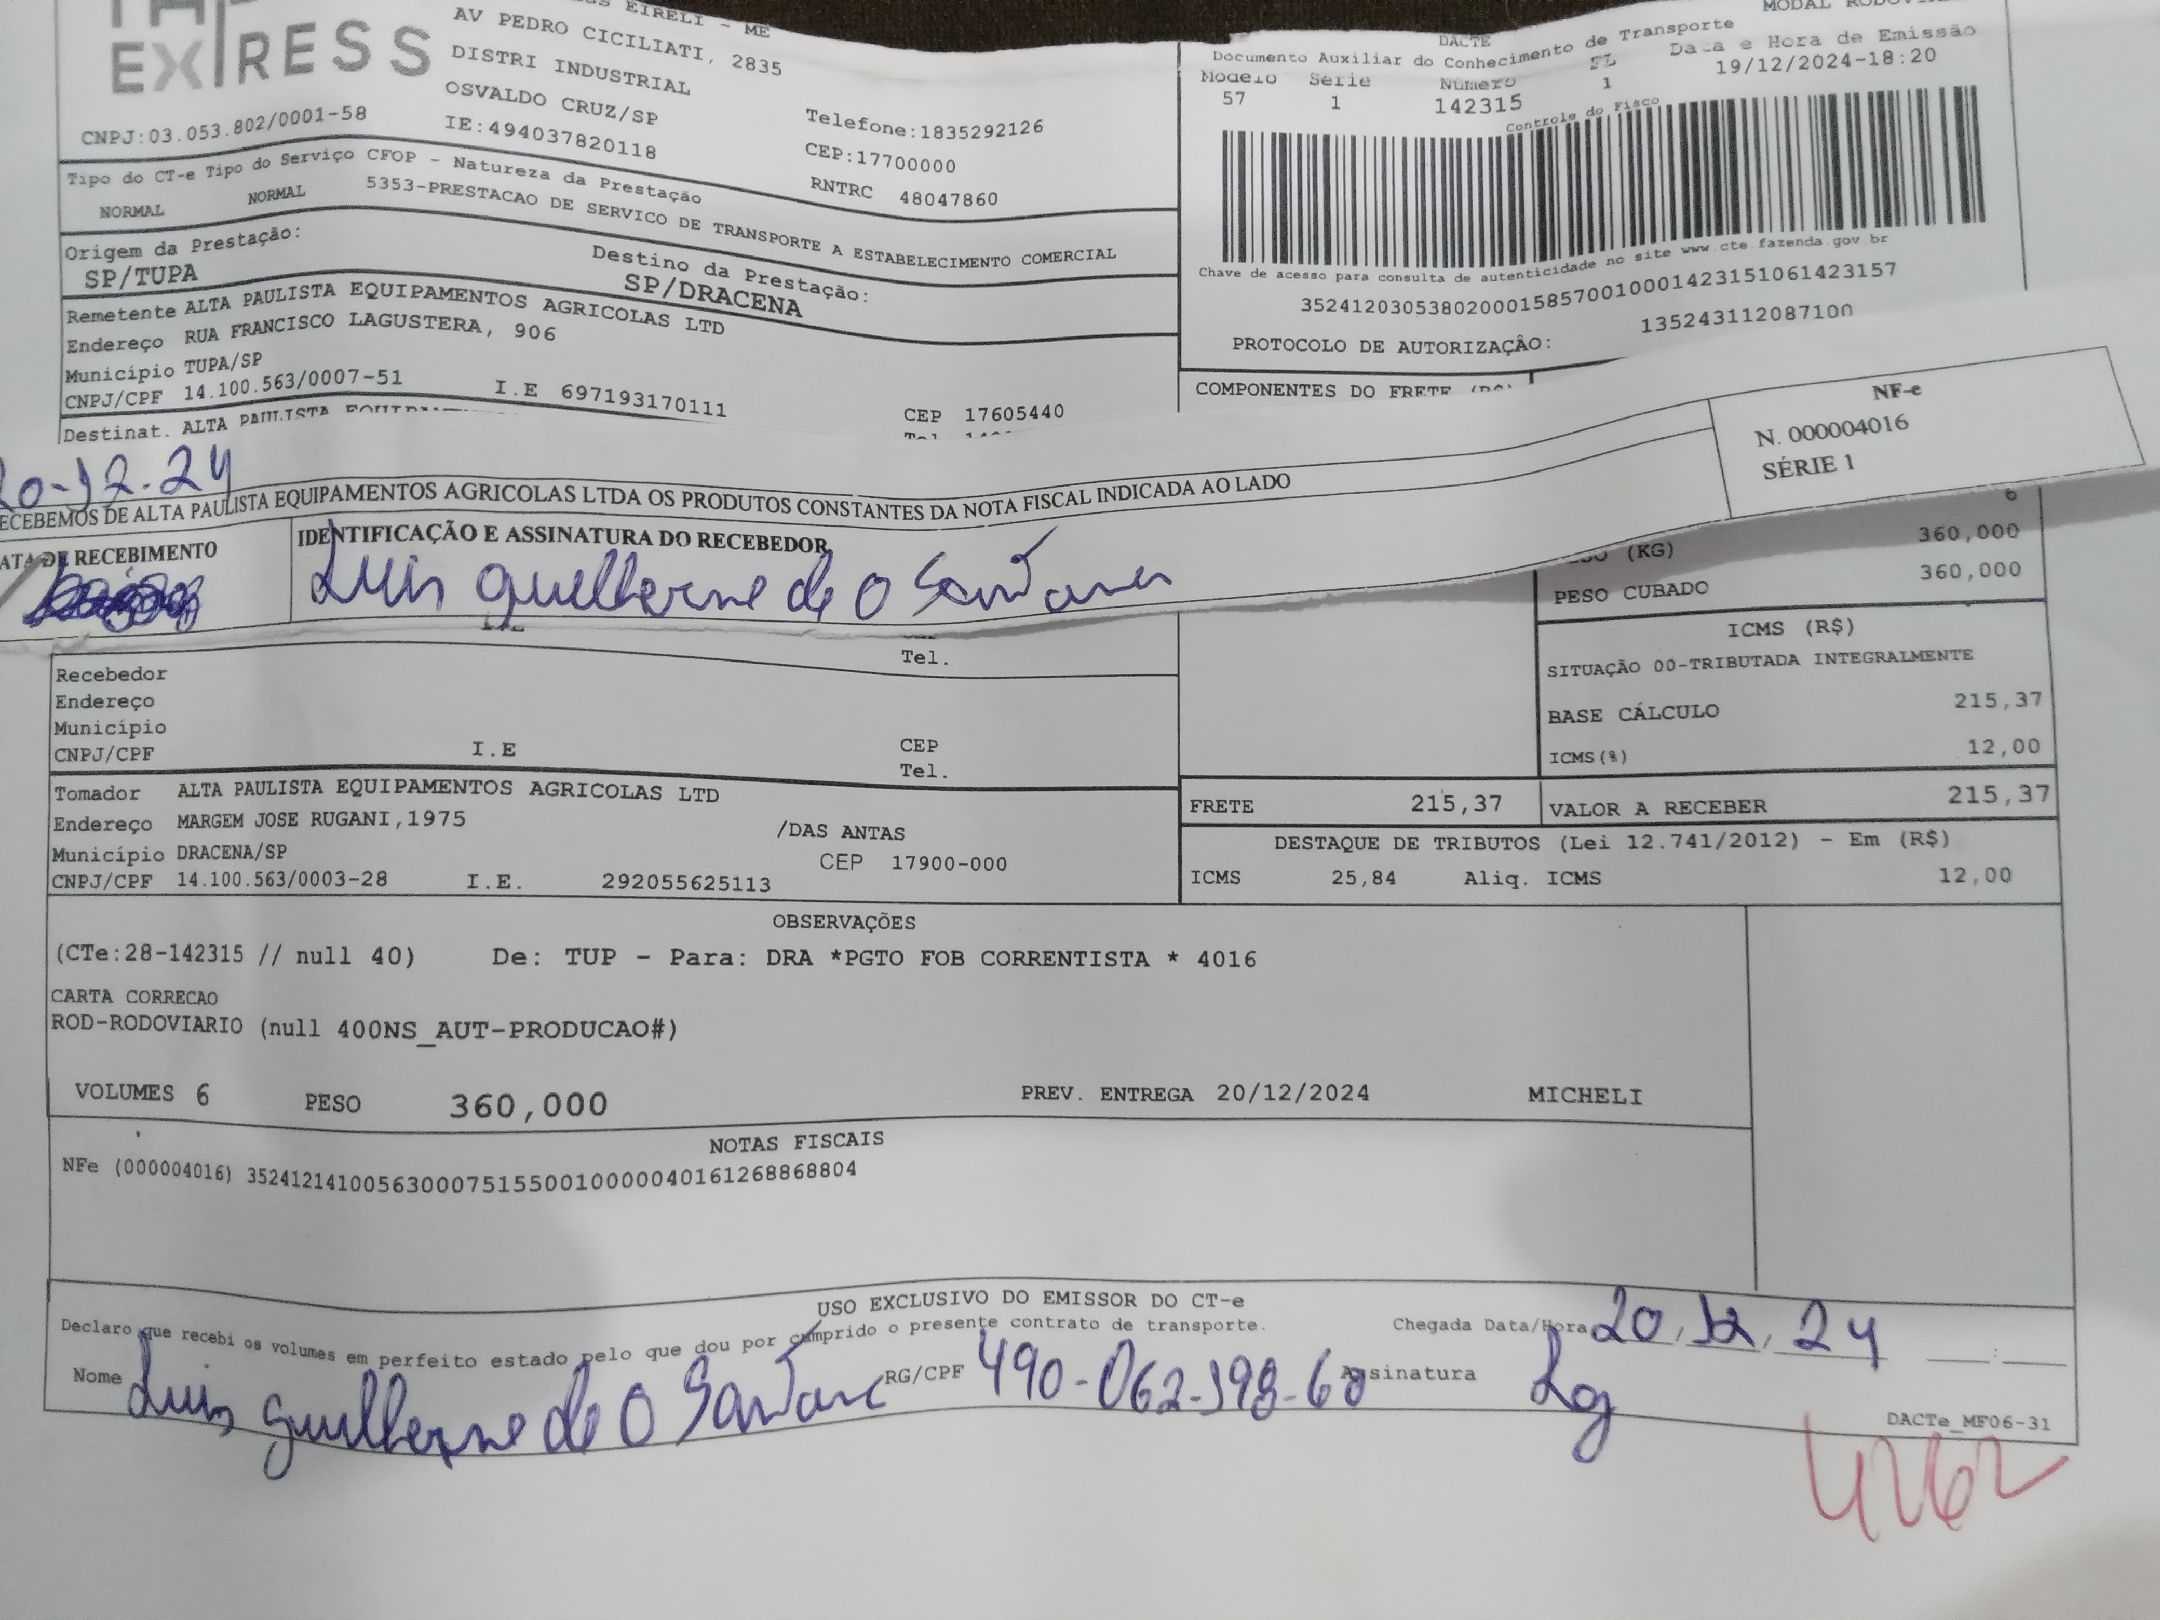 EXPRESS
EIRELI - ME
AV PEDRO CICILIATI, 2835
DISTRI INDUSTRIAL
OSVALDO CRUZ/SP
CNPJ:03.053.802/0001-58 IE:494037820118
Telefone:1835292126
CEP:17700000
RNTRC 48047860
Tipo do CT-e Tipo do Serviço CFOP - Natureza da Prestação
NORMAL NORMAL 5353-PRESTACAO DE SERVICO DE TRANSPORTE A ESTABELECIMENTO COMERCIAL
Origem da Prestação: Destino da Prestação:
SP/TUPA SP/DRACENA
Remetente ALTA PAULISTA EQUIPAMENTOS AGRICOLAS LTD
Endereço RUA FRANCISCO LAGUSTERA, 906
Município TUPA/SP
CNPJ/CPF 14.100.563/0007-51 I.E 697193170111 CEP 17605440
Destinat. ALTA PAULISTA
DACTE
Documento Auxiliar do Conhecimento de Transporte
Modelo Série Número FL Data e Hora de Emissão
57 1 142315 1 19/12/2024-18:20
Controle do Fisco
Chave de acesso para consulta de autenticidade no site www.cte.fazenda.gov.br
35241203053802000158570010001423151061423157
PROTOCOLO DE AUTORIZAÇÃO: 135243112087100
COMPONENTES DO FRETE
NF-e
N. 000004016
SÉRIE 1
20-12-24
RECEBEMOS DE ALTA PAULISTA EQUIPAMENTOS AGRICOLAS LTDA OS PRODUTOS CONSTANTES DA NOTA FISCAL INDICADA AO LADO
DATA DE RECEBIMENTO IDENTIFICAÇÃO E ASSINATURA DO RECEBEDOR
Luis guilherme de O Santana
6
(KG) 360,000
PESO CUBADO 360,000
ICMS (R$)
SITUAÇÃO 00-TRIBUTADA INTEGRALMENTE
BASE CÁLCULO 215,37
ICMS(%) 12,00
Tel.
Recebedor
Endereço
Município
CNPJ/CPF I.E CEP
Tel.
Tomador ALTA PAULISTA EQUIPAMENTOS AGRICOLAS LTD
Endereço MARGEM JOSE RUGANI,1975 /DAS ANTAS
Município DRACENA/SP CEP 17900-000
CNPJ/CPF 14.100.563/0003-28 I.E. 292055625113
FRETE 215,37 VALOR A RECEBER 215,37
DESTAQUE DE TRIBUTOS (Lei 12.741/2012) - Em (R$)
ICMS 25,84 Aliq. ICMS 12,00
OBSERVAÇÕES
(CTe:28-142315 // null 40) De: TUP - Para: DRA *PGTO FOB CORRENTISTA * 4016
CARTA CORRECAO
ROD-RODOVIARIO (null 400NS_AUT-PRODUCAO#)
VOLUMES 6 PESO 360,000 PREV. ENTREGA 20/12/2024 MICHELI
NOTAS FISCAIS
NFe (000004016) 35241214100563000751550010000040161268868804
USO EXCLUSIVO DO EMISSOR DO CT-e
Declaro que recebi os volumes em perfeito estado pelo que dou por cumprido o presente contrato de transporte. Chegada Data/Hora 20/12/24
Nome Luis guilherme de O Santana RG/CPF 490-062-198-60 Assinatura Lg
DACTe_MF06-31
4262